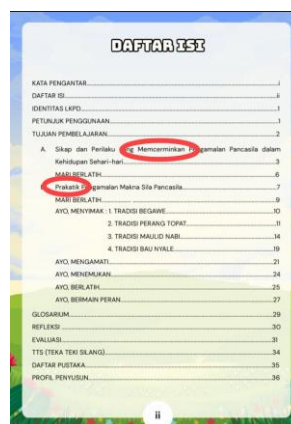 DAFTAR ISI
KATA PENGANTAR.....i
DAFTAR ISI.....ii
IDENTITAS LKPD.....1
PETUNJUK PENGGUNAAN.....1
TUJUAN PEMBELAJARAN.....2
A. Sikap dan Perilaku yang Memcerminkan Pengamalan Pancasila dalam
Kehidupan Sehari-hari.....3
MARI BERLATIH.....6
Prakatik Pengamalan Makna Sila Pancasila.....7
MARI BERLATIH.....9
AYO, MENYIMAK : 1. TRADISI BEGAWE.....10
2. TRADISI PERANG TOPAT.....11
3. TRADISI MAULID NABI.....14
4. TRADISI BAU NYALE.....19
AYO, MENGAMATI.....21
AYO, MENEMUKAN.....24
AYO, BERLATIH.....25
AYO, BERMAIN PERAN.....27
GLOSARIUM.....29
REFLEKSI.....30
EVALUASI.....31
TTS (TEKA TEKI SILANG).....34
DAFTAR PUSTAKA.....35
PROFIL PENYUSUN.....36
ii